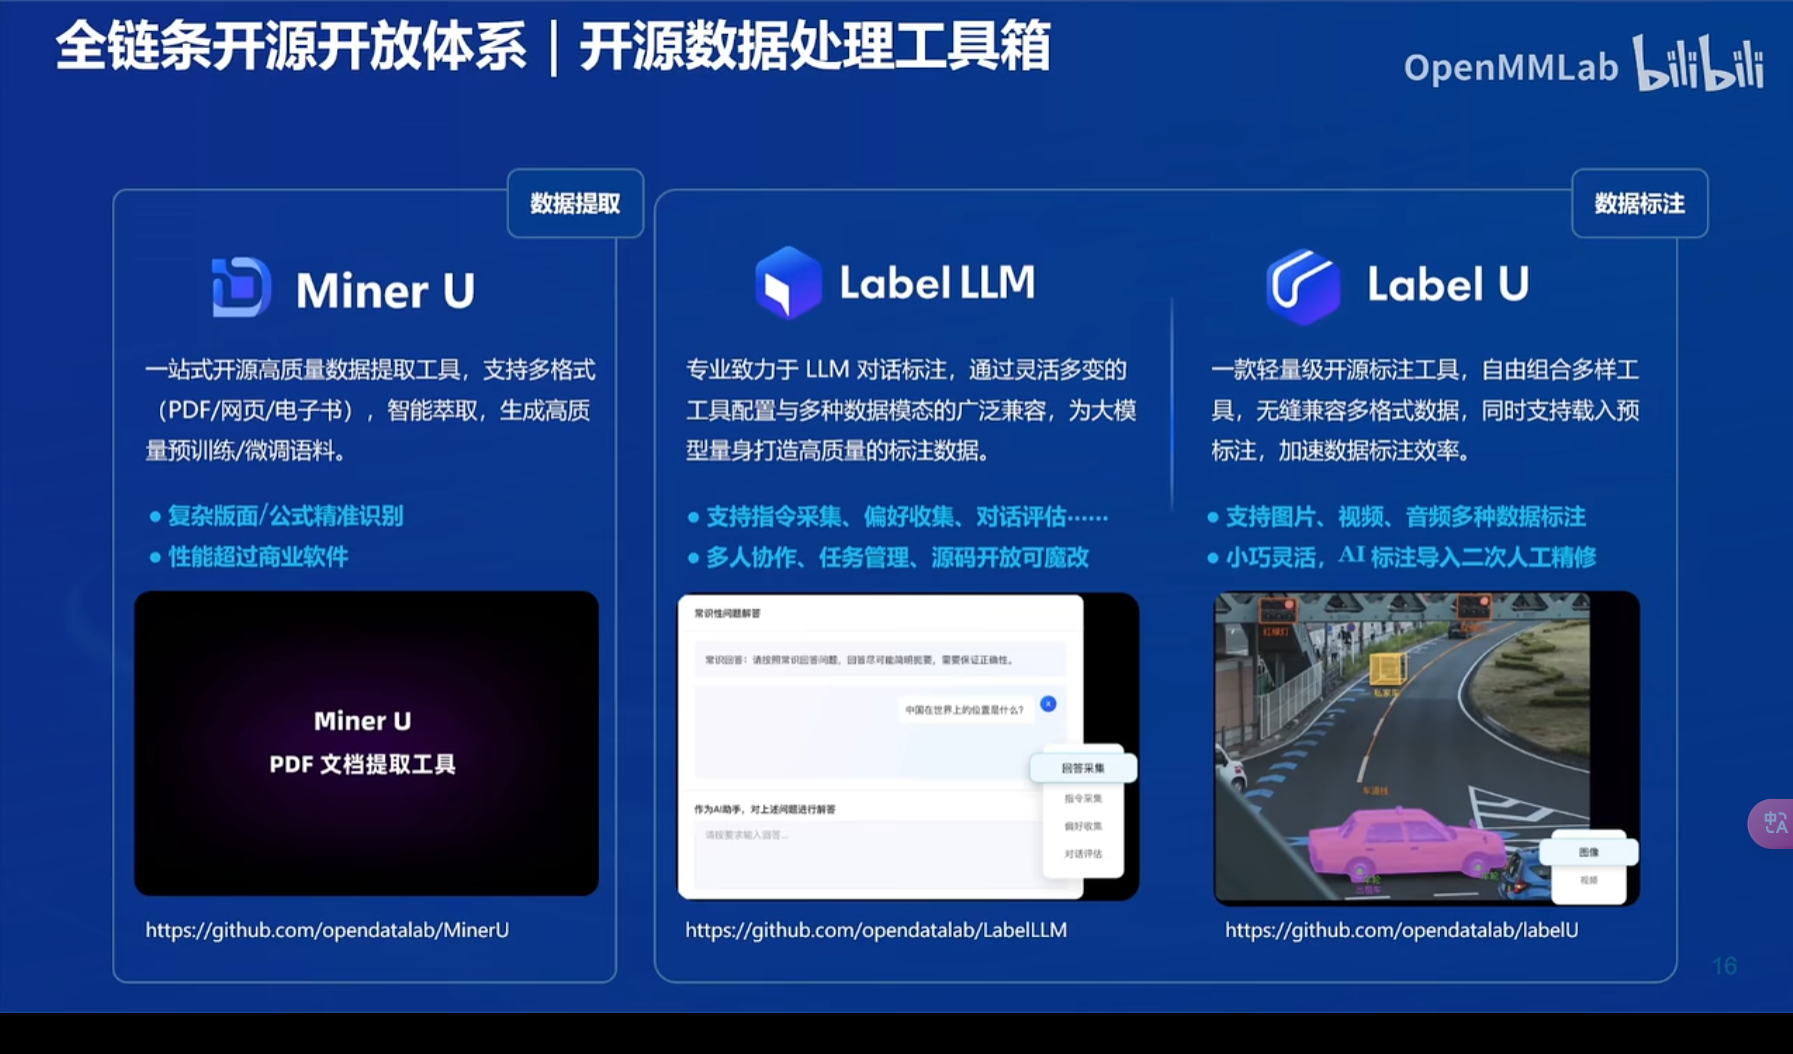 全链条开源开放体系｜开源数据处理工具箱
OpenMMLab bilibili
数据提取
Miner U
一站式开源高质量数据提取工具，支持多格式
（PDF/网页/电子书），智能萃取，生成高质
量预训练/微调语料。
● 复杂版面/公式精准识别
● 性能超过商业软件
Miner U
PDF 文档提取工具
https://github.com/opendatalab/MinerU
数据标注
Label LLM
专业致力于 LLM 对话标注，通过灵活多变的
工具配置与多种数据模态的广泛兼容，为大模
型量身打造高质量的标注数据。
● 支持指令采集、偏好收集、对话评估……
● 多人协作、任务管理、源码开放可魔改
常识性问题解答
常识回答：请按照常识回答问题，回答尽可能简明扼要，需要保证正确性。
中国在世界上的位置是什么？
回答采集
指令采集
偏好收集
对话评估
作为AI助手，对上述问题进行解答
请按要求输入回答...
https://github.com/opendatalab/LabelLLM
Label U
一款轻量级开源标注工具，自由组合多样工
具，无缝兼容多格式数据，同时支持载入预
标注，加速数据标注效率。
● 支持图片、视频、音频多种数据标注
● 小巧灵活，AI 标注导入二次人工精修
红绿灯
私家车
车道线
车轮
车轮
出租车
图像
视频
https://github.com/opendatalab/labelU
16
中
A